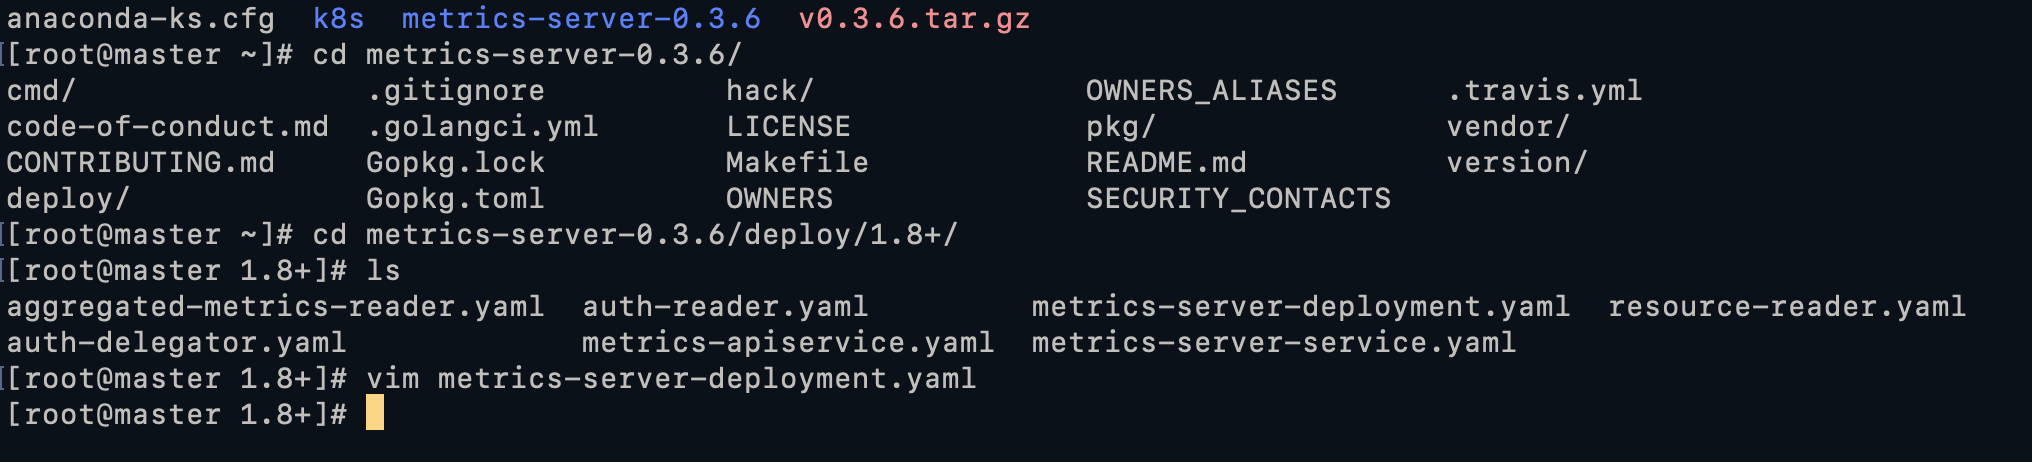 anaconda-ks.cfg  k8s  metrics-server-0.3.6  v0.3.6.tar.gz
[root@master ~]# cd metrics-server-0.3.6/
cmd/                .gitignore          hack/               OWNERS_ALIASES      .travis.yml
code-of-conduct.md  .golangci.yml       LICENSE             pkg/                vendor/
CONTRIBUTING.md     Gopkg.lock          Makefile            README.md           version/
deploy/             Gopkg.toml          OWNERS              SECURITY_CONTACTS
[root@master ~]# cd metrics-server-0.3.6/deploy/1.8+/
[root@master 1.8+]# ls
aggregated-metrics-reader.yaml  auth-reader.yaml         metrics-server-deployment.yaml  resource-reader.yaml
auth-delegator.yaml             metrics-apiservice.yaml  metrics-server-service.yaml
[root@master 1.8+]# vim metrics-server-deployment.yaml
[root@master 1.8+]#